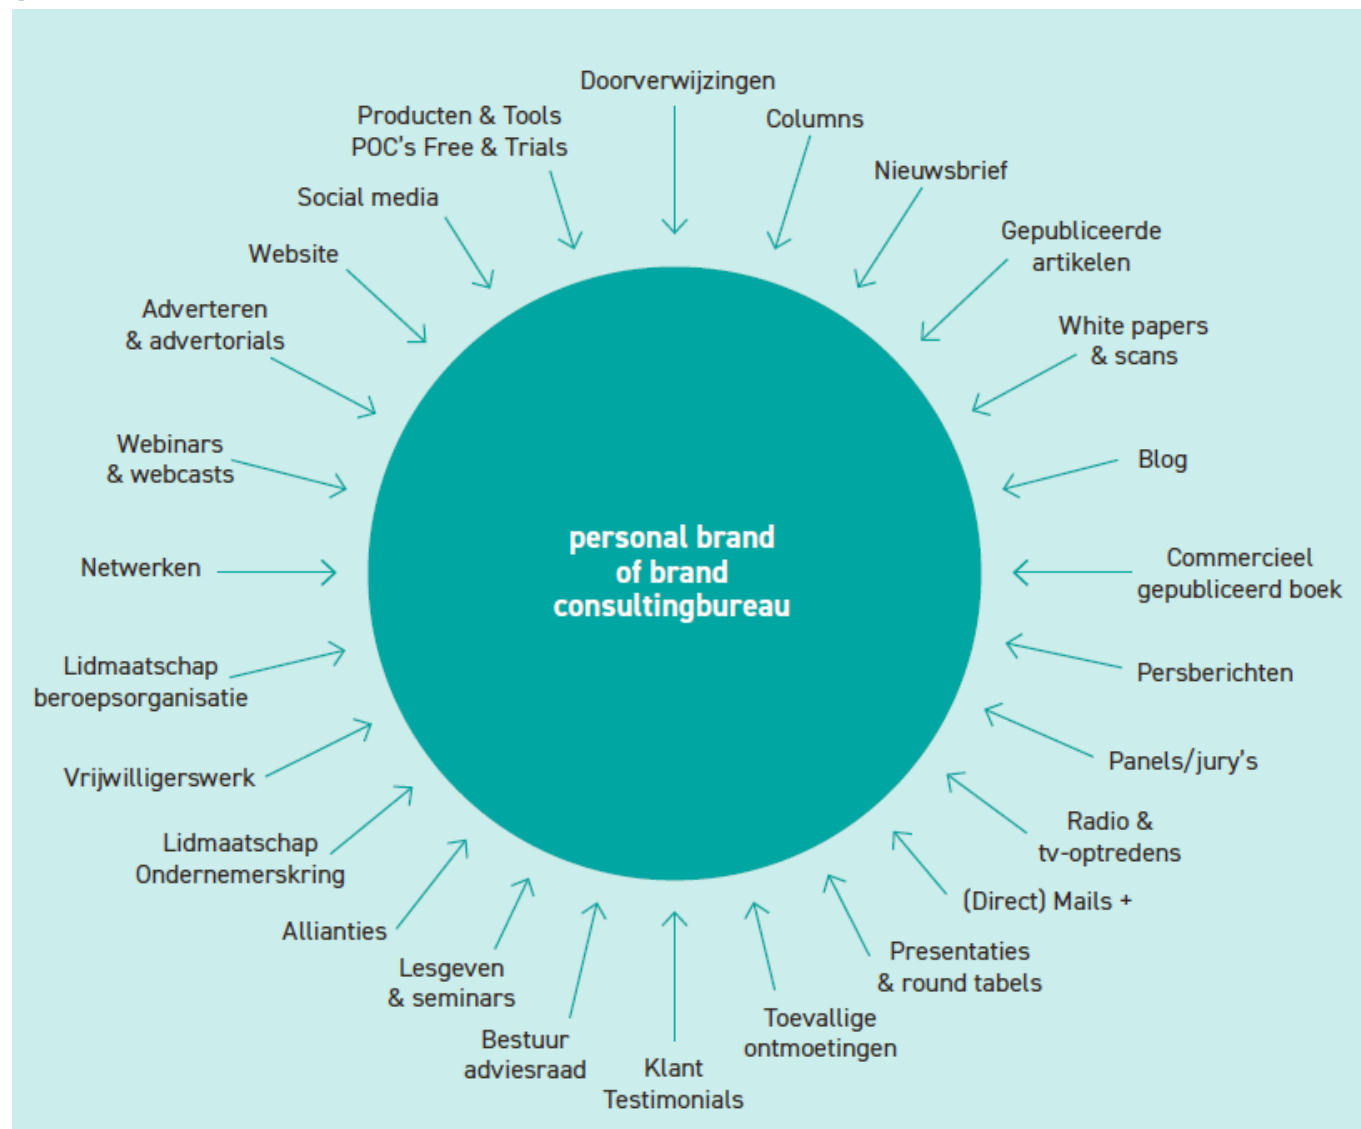 Doorverwijzingen
Columns
Nieuwsbrief
Gepubliceerde
artikelen
White papers
& scans
Blog
Commercieel
gepubliceerd boek
Persberichten
Panels/jury's
Radio &
tv-optredens
(Direct) Mails +
Presentaties
& round tabels
Toevallige
ontmoetingen
Klant
Testimonials
Bestuur
adviesraad
Lesgeven
& seminars
Allianties
Lidmaatschap
Ondernemerskring
Vrijwilligerswerk
Lidmaatschap
beroepsorganisatie
Netwerken
Webinars
& webcasts
Adverteren
& advertorials
Website
Social media
Producten & Tools
POC's Free & Trials
personal brand
of brand
consultingbureau